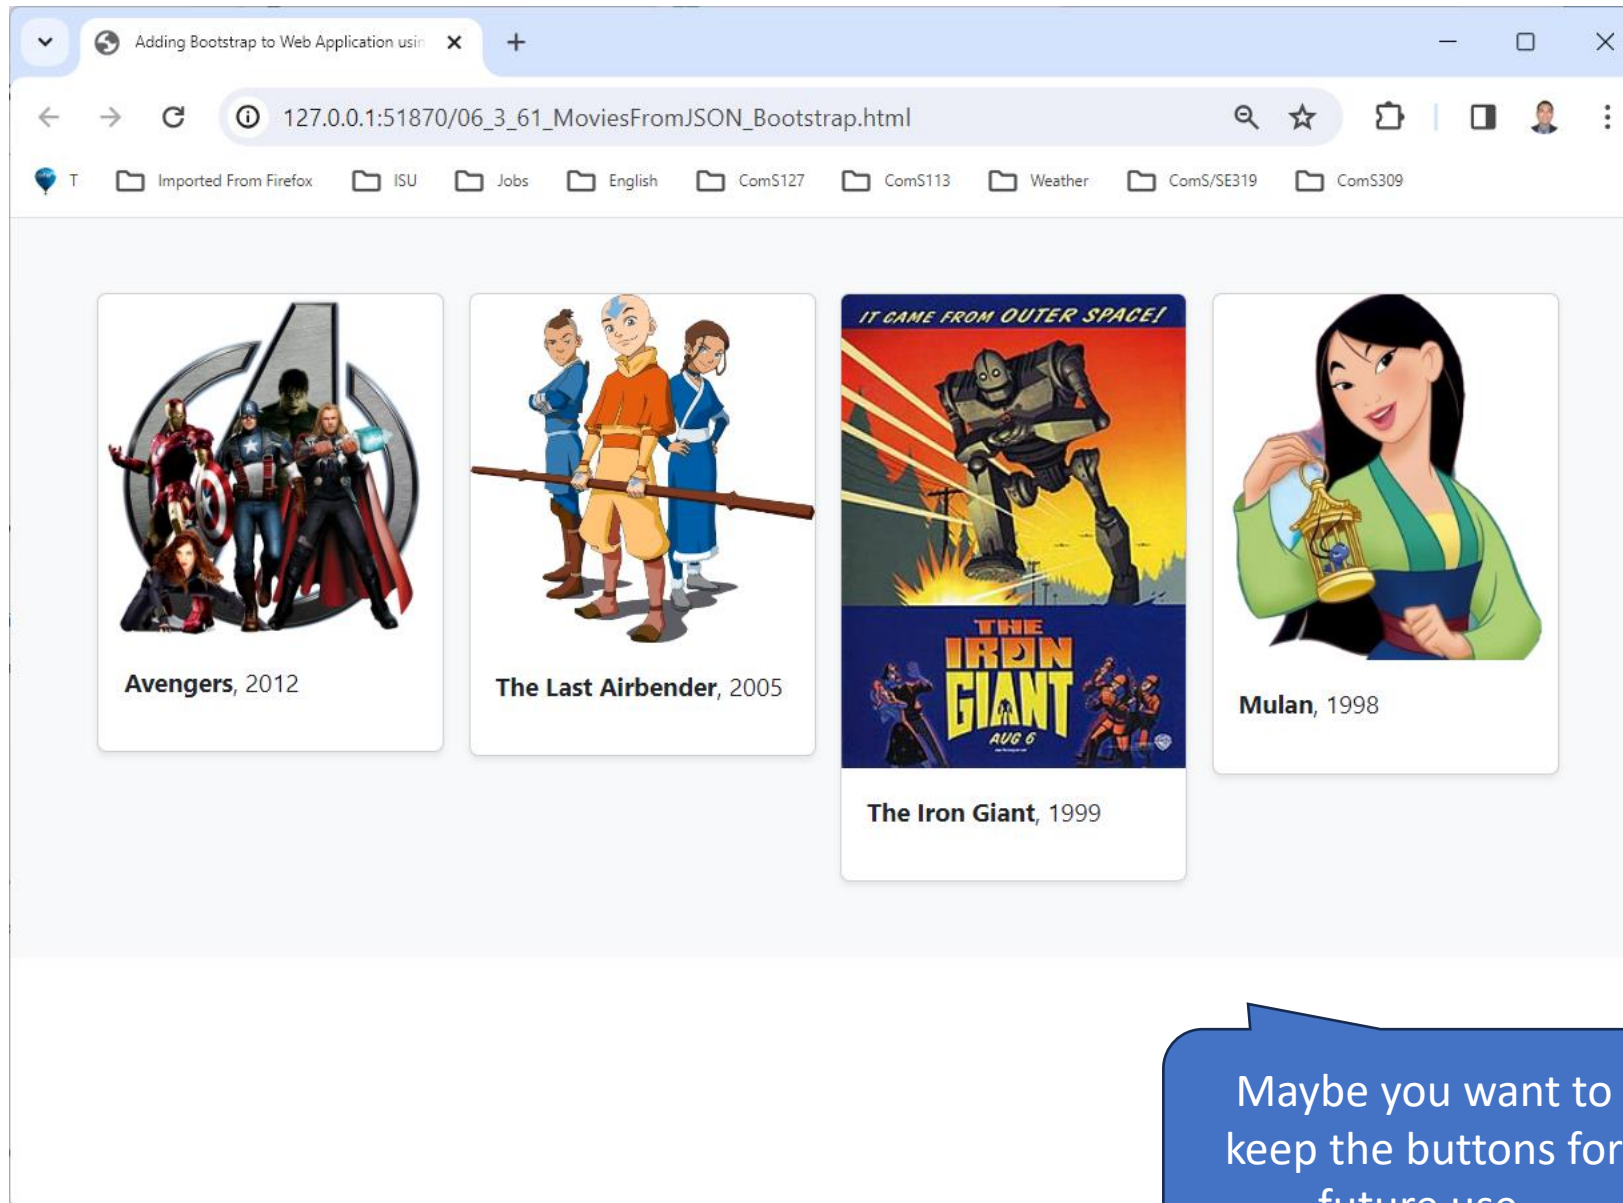 Adding Bootstrap to Web Application usin
127.0.0.1:51870/06_3_61_MoviesFromJSON_Bootstrap.html
T Imported From Firefox ISU Jobs English ComS127 ComS113 Weather ComS/SE319 ComS309
IT CAME FROM OUTER SPACE!
THE
IRON
GIANT
AUG 6
Avengers, 2012
The Last Airbender, 2005
The Iron Giant, 1999
Mulan, 1998
Maybe you want to
keep the buttons for
future use